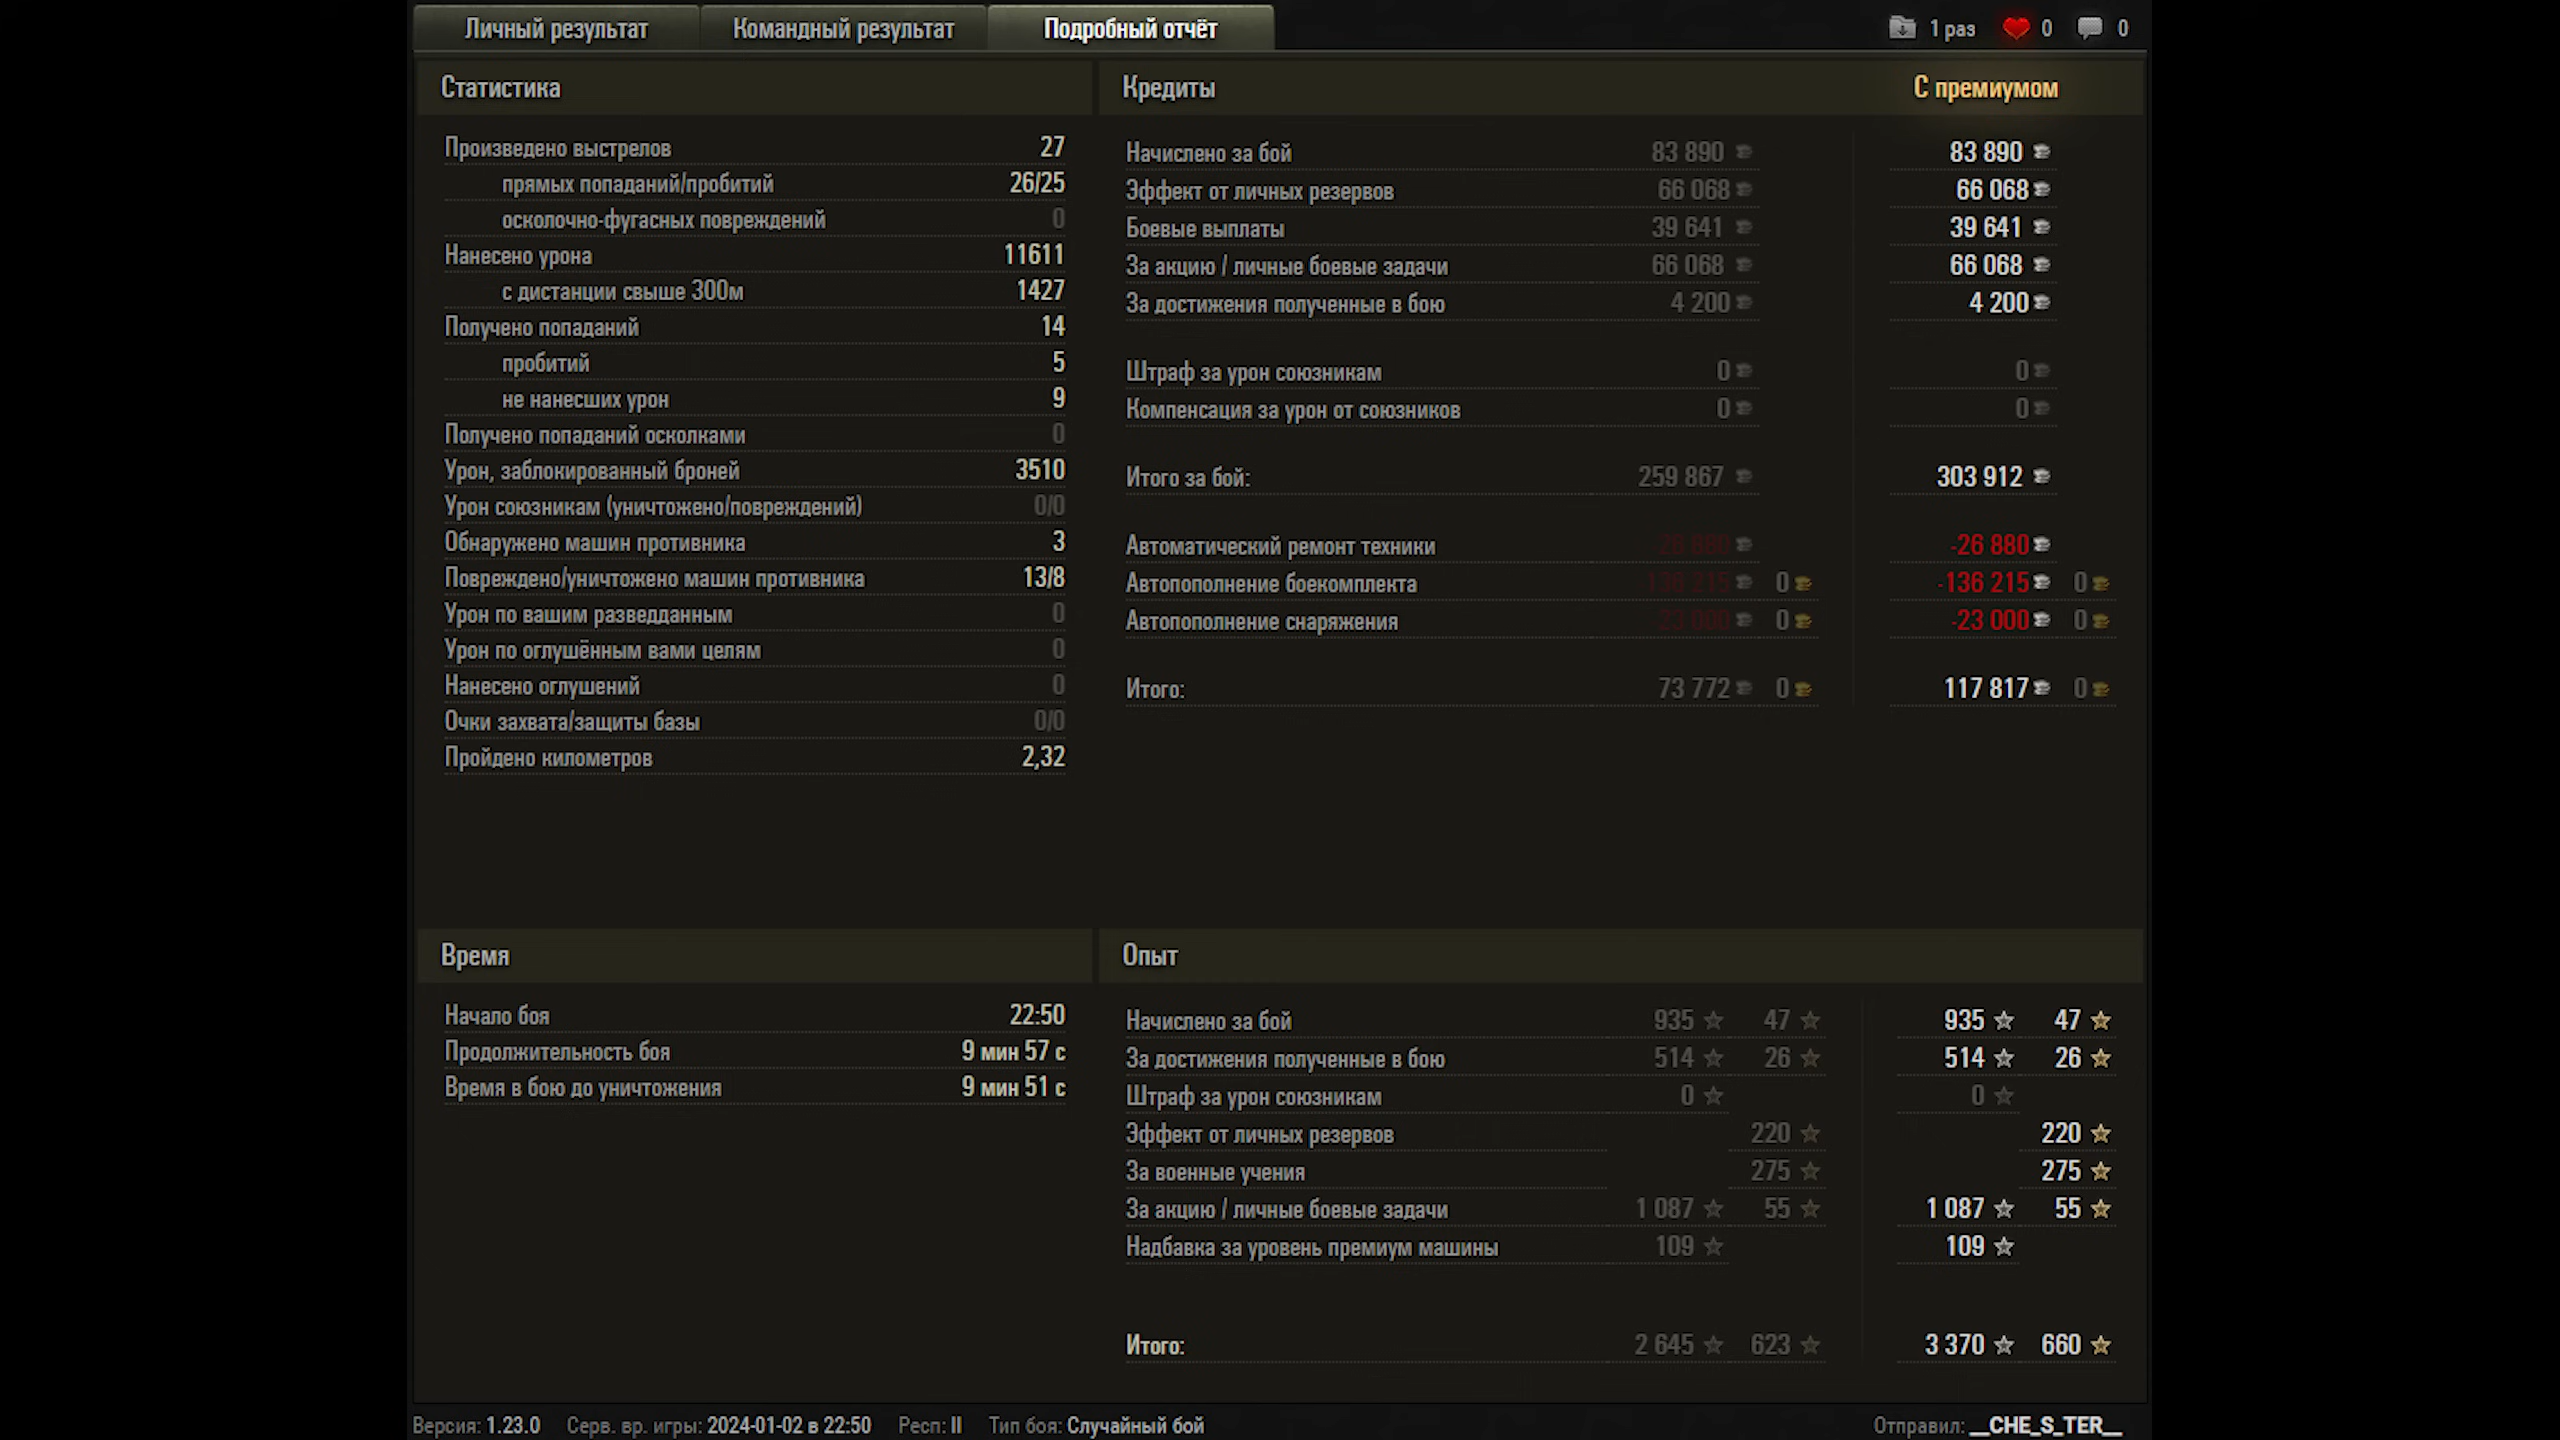 Личный результат Командный результат Подробный отчёт 1 раз 0 0
Статистика
Произведено выстрелов 27
прямых попаданий/пробитий 26/25
осколочно-фугасных повреждений 0
Нанесено урона 11611
с дистанции свыше 300м 1427
Получено попаданий 14
пробитий 5
не нанесших урон 9
Получено попаданий осколками 0
Урон, заблокированный броней 3510
Урон союзникам (уничтожено/повреждений) 0/0
Обнаружено машин противника 3
Повреждено/уничтожено машин противника 13/8
Урон по вашим разведданным 0
Урон по оглушённым вами целям 0
Нанесено оглушений 0
Очки захвата/защиты базы 0/0
Пройдено километров 2,32
Кредиты С премиумом
Начислено за бой 83 890 83 890
Эффект от личных резервов 66 068 66 068
Боевые выплаты 39 641 39 641
За акцию / личные боевые задачи 66 068 66 068
За достижения полученные в бою 4 200 4 200
Штраф за урон союзникам 0 0
Компенсация за урон от союзников 0 0
Итого за бой: 259 867 303 912
Автоматический ремонт техники -26 880 -26 880
Автопополнение боекомплекта -136 215 0 -136 215 0
Автопополнение снаряжения -23 000 0 -23 000 0
Итого: 73 772 0 117 817 0
Время
Начало боя 22:50
Продолжительность боя 9 мин 57 с
Время в бою до уничтожения 9 мин 51 с
Опыт
Начислено за бой 935 47 935 47
За достижения полученные в бою 514 26 514 26
Штраф за урон союзникам 0 0
Эффект от личных резервов 220 220
За военные учения 275 275
За акцию / личные боевые задачи 1 087 55 1 087 55
Надбавка за уровень премиум машины 109 109
Итого: 2 645 623 3 370 660
Версия: 1.23.0 Серв. вр. игры: 2024-01-02 в 22:50 Респ: II Тип боя: Случайный бой Отправил: __CHE_S_TER__